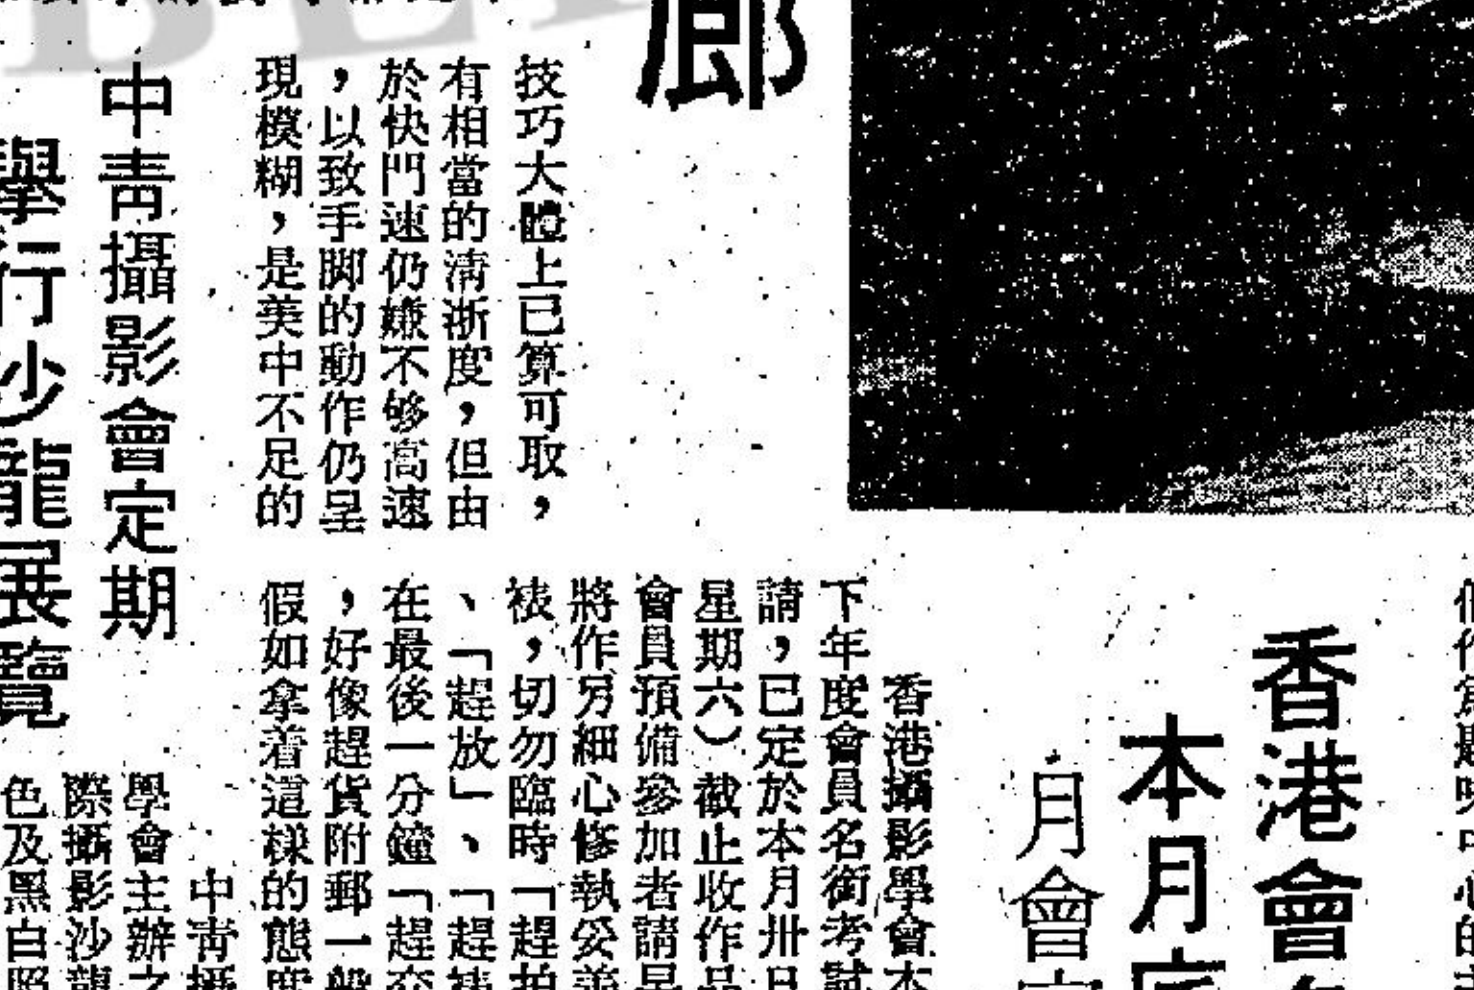 廊
技巧大體上已算可取，
有相當的清淅度，但由
於快門速仍嫌不够高速
，以致手脚的動作仍呈
現模糊，是美中不足的
中靑攝影會定期
舉行沙龍展覽
香港會
本月底
月會
香港攝影學會本
下年度會員名銜考試
請，已定於本月卅日
星期六）截止收作品
會員預備參加者請早
將作另細心修執妥善
裱，切勿臨時「趕拍
、「趕放」、「趕裱
在最後一分鐘「趕交
，好像趕貨附郵一般
假如拿着這樣的態度
中靑攝
學會主辦之
際攝影沙龍
色及黑白照